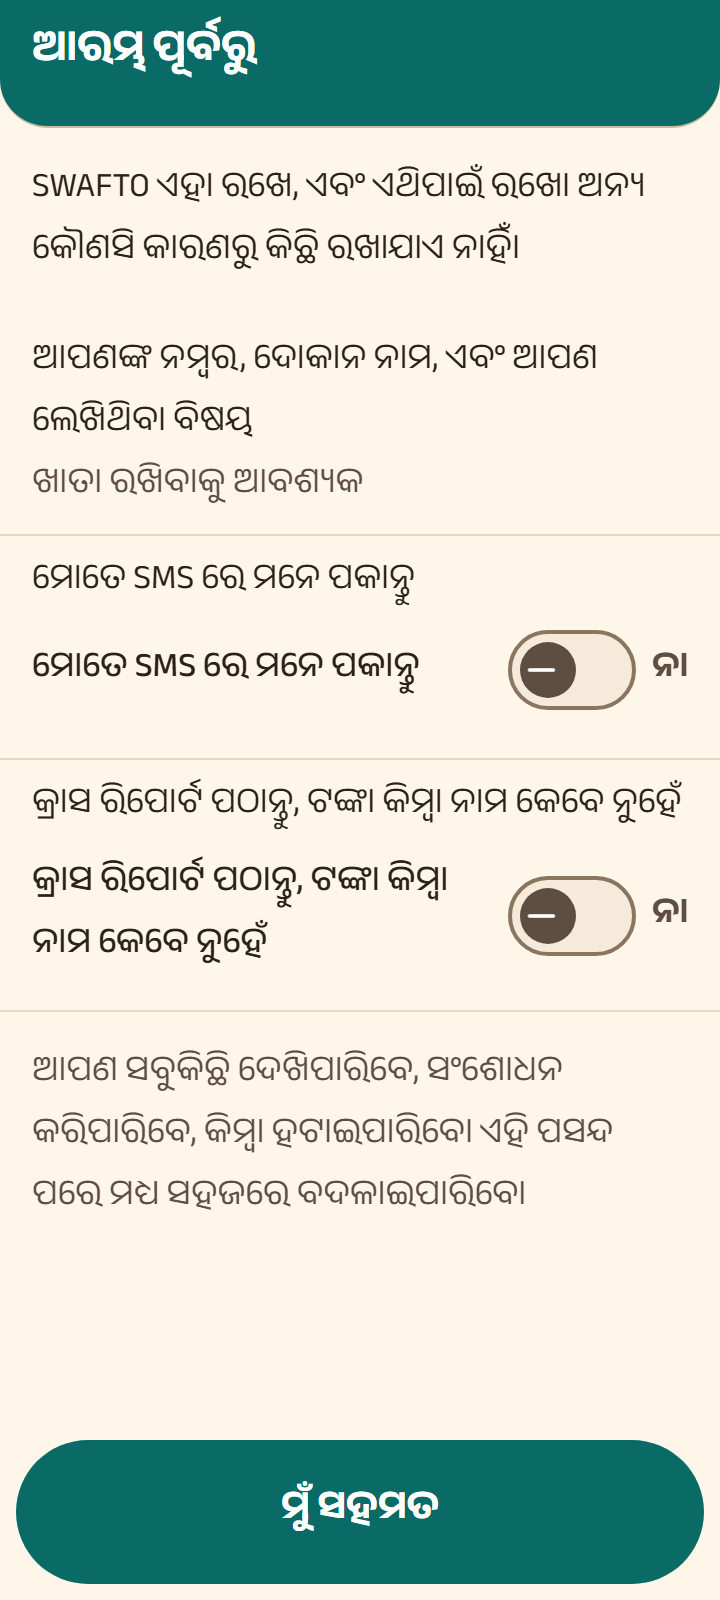 ଆରମ୍ଭ ପୂର୍ବରୁ
SWAFTO ଏହା ରଖେ, ଏବଂ ଏଥିପାଇଁ ରଖେ। ଅନ୍ୟ
କୌଣସି କାରଣରୁ କିଛି ରଖାଯାଏ ନାହିଁ।
ଆପଣଙ୍କ ନମ୍ବର, ଦୋକାନ ନାମ, ଏବଂ ଆପଣ
ଲେଖିଥିବା ବିଷୟ
ଖାତା ରଖିବାକୁ ଆବଶ୍ୟକ
ମୋତେ SMS ରେ ମନେ ପକାନ୍ତୁ
ମୋତେ SMS ରେ ମନେ ପକାନ୍ତୁ
ନା
କ୍ରାସ ରିପୋର୍ଟ ପଠାନ୍ତୁ, ଟଙ୍କା କିମ୍ବା ନାମ କେବେ ନୁହେଁ
କ୍ରାସ ରିପୋର୍ଟ ପଠାନ୍ତୁ, ଟଙ୍କା କିମ୍ବା
ନାମ କେବେ ନୁହେଁ
ନା
ଆପଣ ସବୁକିଛି ଦେଖିପାରିବେ, ସଂଶୋଧନ
କରିପାରିବେ, କିମ୍ବା ହଟାଇପାରିବେ। ଏହି ପସନ୍ଦ
ପରେ ମଧ୍ୟ ସହଜରେ ବଦଳାଇପାରିବେ।
ମୁଁ ସହମତ